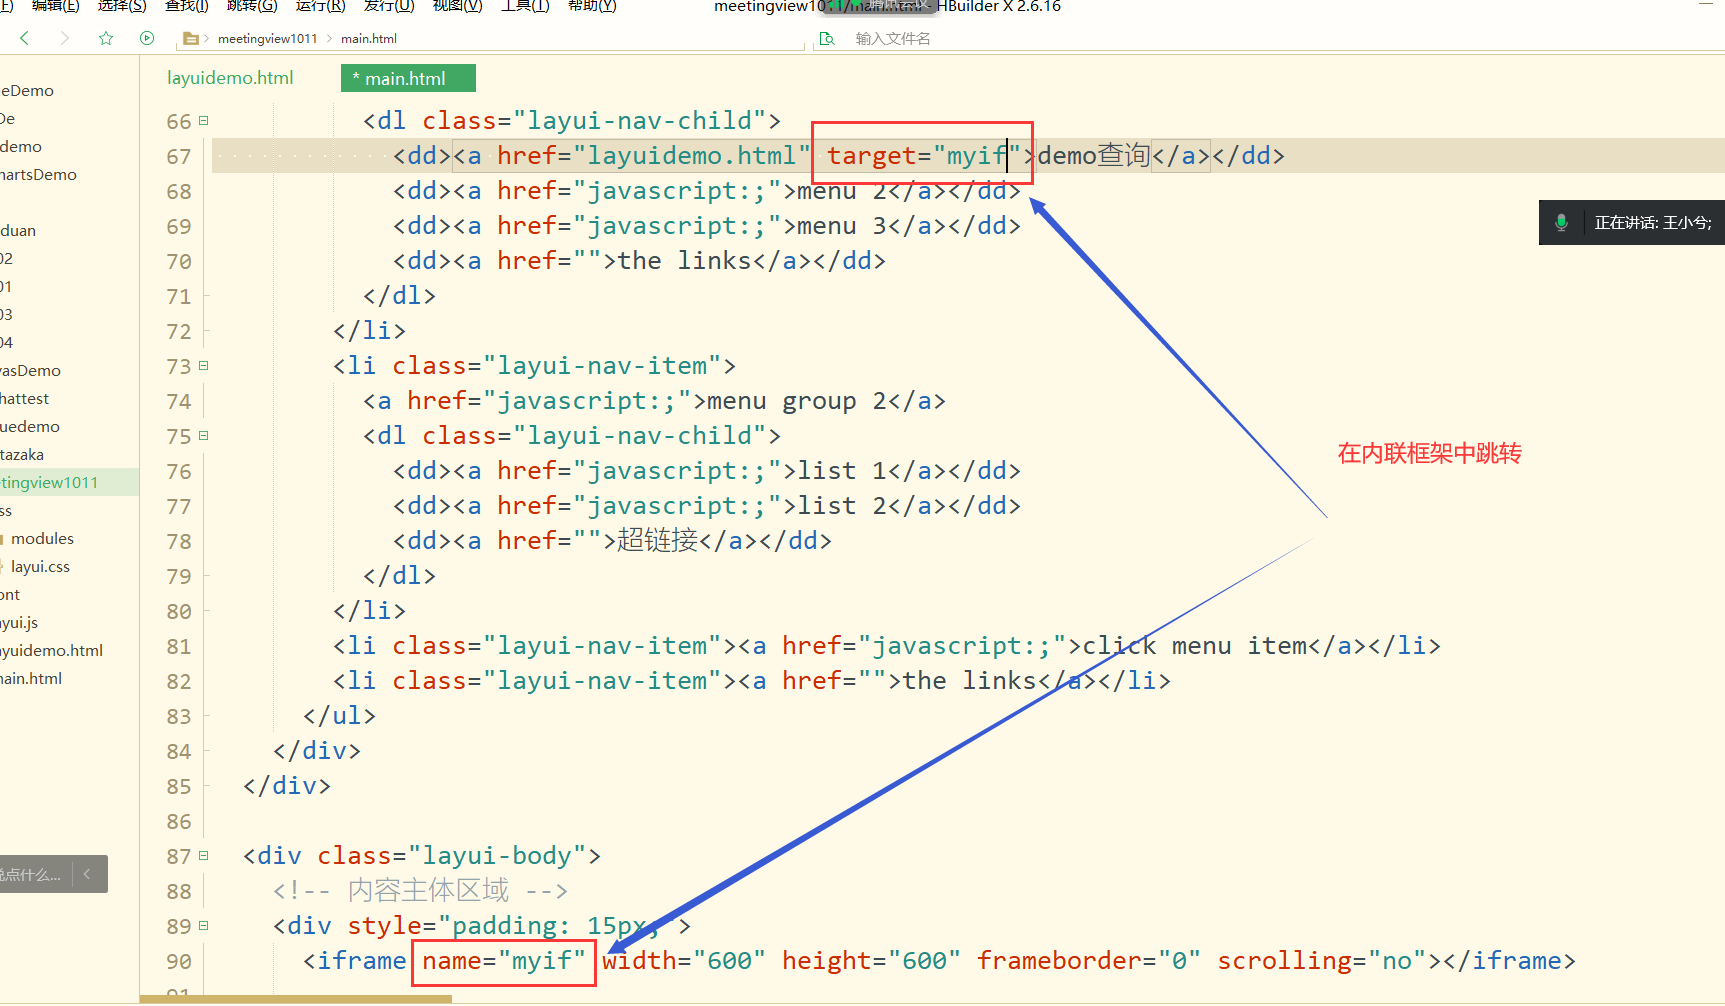 编辑(E) 选择(S) 查找(I) 跳转(G) 运行(R) 发行(U) 视图(V) 工具(T) 帮助(Y) HBuilder X 2.6.16
meetingview1011 > main.html 输入文件名
layuidemo.html * main.html
eDemo
De
demo
hartsDemo
duan
02
01
03
04
vasDemo
hattest
uedemo
tazaka
etingview1011
ss
modules
layui.css
ont
ayui.js
ayuidemo.html
main.html
66 <dl class="layui-nav-child">
67 <dd><a href="layuidemo.html" target="myif">demo查询</a></dd>
68 <dd><a href="javascript:;">menu 2</a></dd>
69 <dd><a href="javascript:;">menu 3</a></dd>
70 <dd><a href="">the links</a></dd>
71 </dl>
72 </li>
73 <li class="layui-nav-item">
74 <a href="javascript:;">menu group 2</a>
75 <dl class="layui-nav-child">
76 <dd><a href="javascript:;">list 1</a></dd>
77 <dd><a href="javascript:;">list 2</a></dd>
78 <dd><a href="">超链接</a></dd>
79 </dl>
80 </li>
81 <li class="layui-nav-item"><a href="javascript:;">click menu item</a></li>
82 <li class="layui-nav-item"><a href="">the links</a></li>
83 </ul>
84 </div>
85 </div>
86
87 <div class="layui-body">
88 <!-- 内容主体区域 -->
89 <div style="padding: 15px;">
90 <iframe name="myif" width="600" height="600" frameborder="0" scrolling="no"></iframe>
91
正在讲话: 王小兮;
在内联框架中跳转
说点什么...